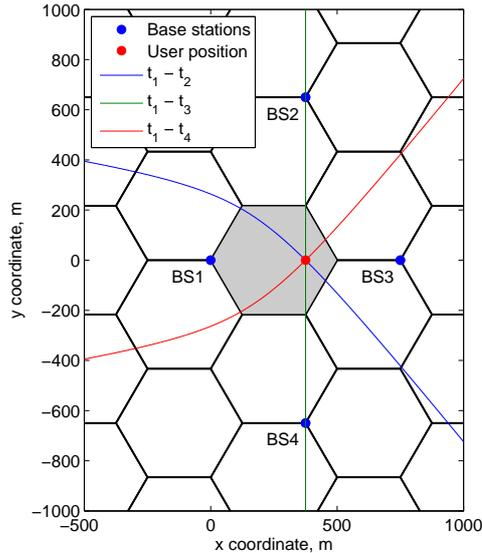 1000
800
600
400
200
0
−200
−400
−600
−800
−1000
−500
0
500
1000
x coordinate, m
y coordinate, m
Base stations
User position
t₁ − t₂
t₁ − t₃
t₁ − t₄
BS2
BS1
BS3
BS4